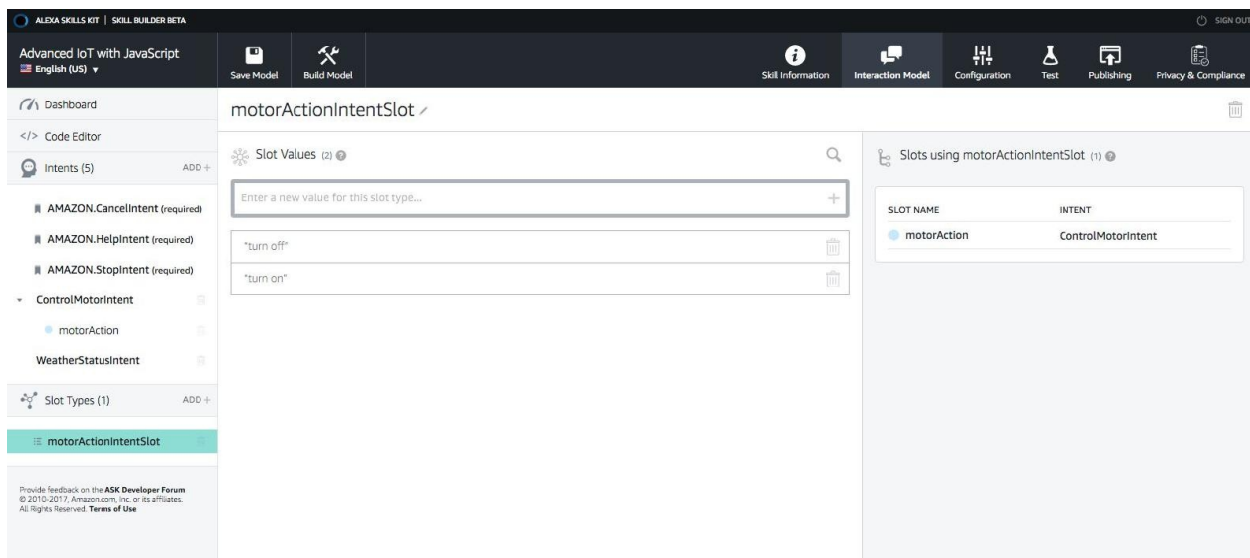 ALEXA SKILLS KIT | SKILL BUILDER BETA
SIGN OUT
Advanced IoT with JavaScript
English (US)
Save Model
Build Model
Skill Information
Interaction Model
Configuration
Test
Publishing
Privacy & Compliance
Dashboard
</> Code Editor
Intents (5)
ADD +
AMAZON.CancelIntent (required)
AMAZON.HelpIntent (required)
AMAZON.StopIntent (required)
ControlMotorIntent
motorAction
WeatherStatusIntent
Slot Types (1)
ADD +
motorActionIntentSlot
Provide feedback on the ASK Developer Forum
© 2010-2017, Amazon.com, Inc. or its affiliates.
All Rights Reserved. Terms of Use
motorActionIntentSlot
Slot Values (2)
Enter a new value for this slot type...
"turn off"
"turn on"
Slots using motorActionIntentSlot (1)
SLOT NAME INTENT
motorAction ControlMotorIntent